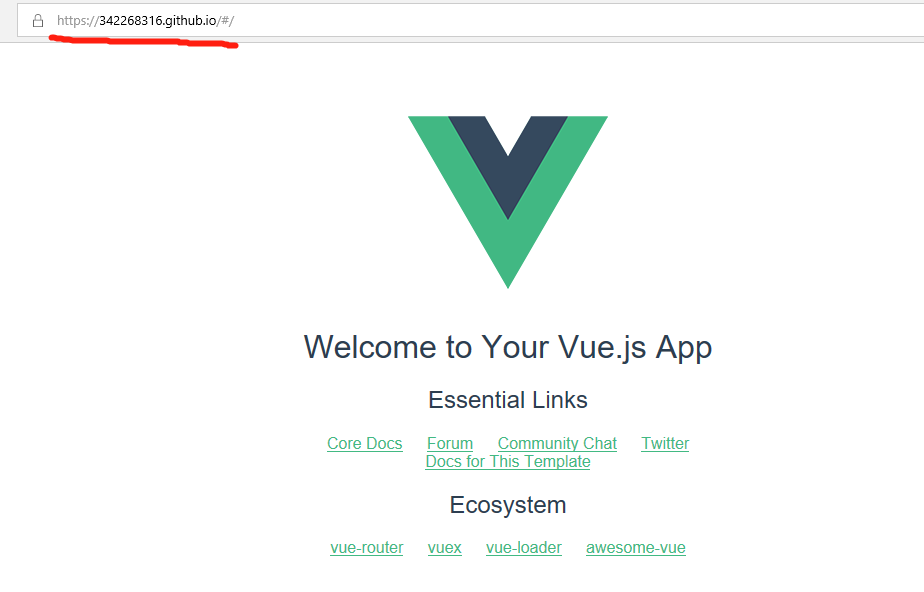 https://342268316.github.io/#/
Welcome to Your Vue.js App
Essential Links
Core Docs Forum Community Chat Twitter
Docs for This Template
Ecosystem
vue-router vuex vue-loader awesome-vue